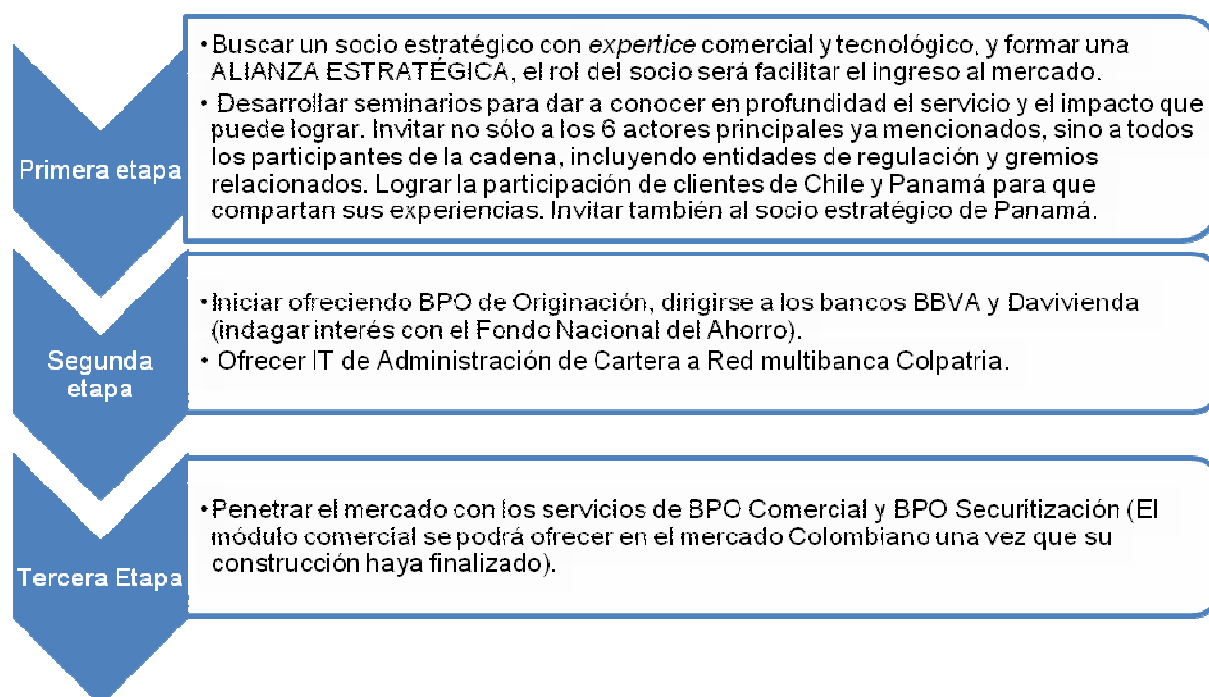 Primera etapa
• Buscar un socio estratégico con expertice comercial y tecnológico, y formar una
ALIANZA ESTRATÉGICA, el rol del socio será facilitar el ingreso al mercado.
• Desarrollar seminarios para dar a conocer en profundidad el servicio y el impacto que
puede lograr. Invitar no sólo a los 6 actores principales ya mencionados, sino a todos
los participantes de la cadena, incluyendo entidades de regulación y gremios
relacionados. Lograr la participación de clientes de Chile y Panamá para que
compartan sus experiencias. Invitar también al socio estratégico de Panamá.
Segunda
etapa
• Iniciar ofreciendo BPO de Originación, dirigirse a los bancos BBVA y Davivienda
(indagar interés con el Fondo Nacional del Ahorro).
• Ofrecer IT de Administración de Cartera a Red multibanca Colpatria.
Tercera Etapa
• Penetrar el mercado con los servicios de BPO Comercial y BPO Securitización (El
módulo comercial se podrá ofrecer en el mercado Colombiano una vez que su
construcción haya finalizado).